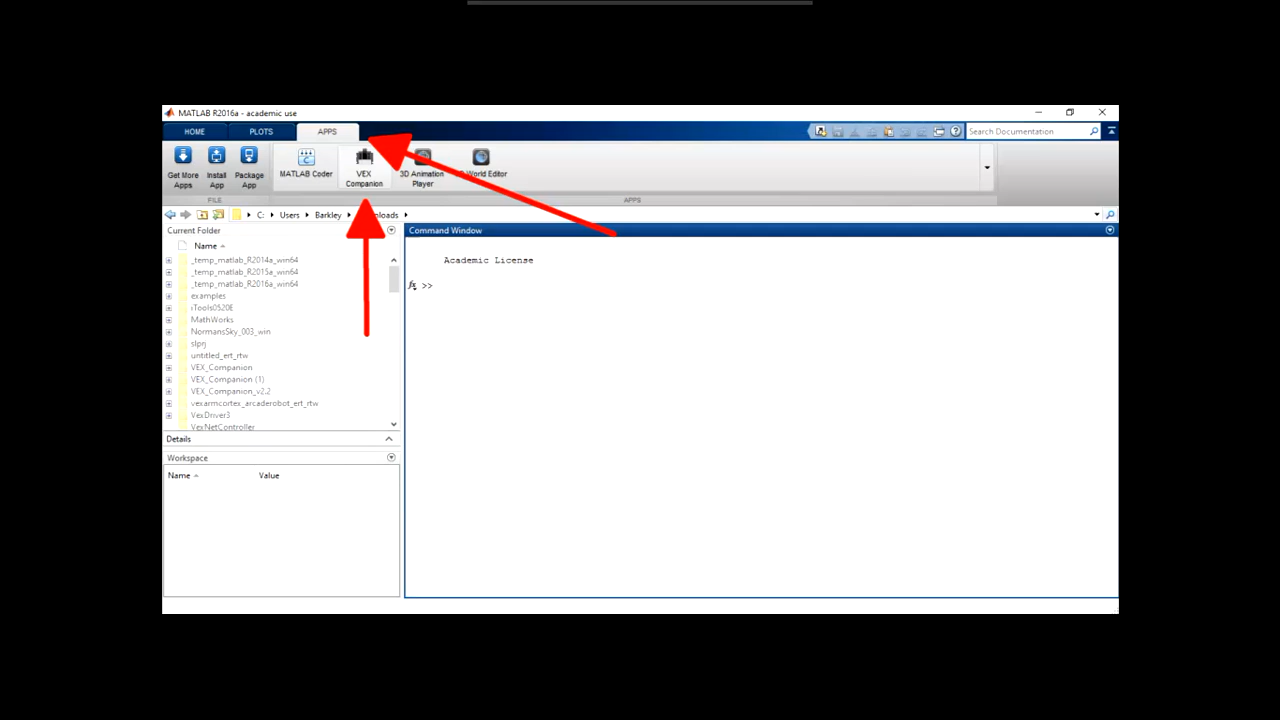 MATLAB R2016a - academic use
HOME PLOTS APPS
Search Documentation
Get More Apps
Install App
Package App
MATLAB Coder
VEX Companion
3D Animation Player
World Editor
FILE
APPS
C: Users Barkley
Current Folder
Name
_temp_matlab_R2014a_win64
_temp_matlab_R2015a_win64
_temp_matlab_R2016a_win64
examples
iTools0520E
MathWorks
NormansSky_003_win
slprj
untitled_ert_rtw
VEX_Companion
VEX_Companion (1)
VEX_Companion_v2.2
vexarmcortex_arcaderobot_ert_rtw
VexDriver3
VexNetController
Details
Workspace
Name Value
Command Window
Academic License
fx >>